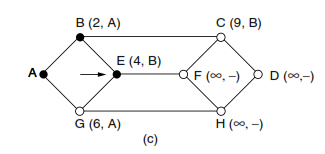 B (2, A)
C (9, B)
E (4, B)
A
F (∞, –)
D (∞,–)
G (6, A)
H (∞, –)
(c)